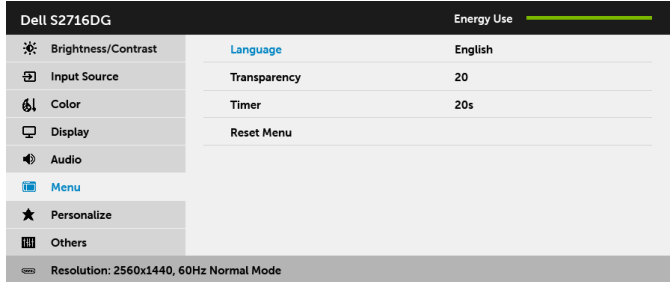 Dell S2716DG Energy Use
Brightness/Contrast Language English
Input Source Transparency 20
Color Timer 20s
Display Reset Menu
Audio
Menu
Personalize
Others
Resolution: 2560x1440, 60Hz Normal Mode